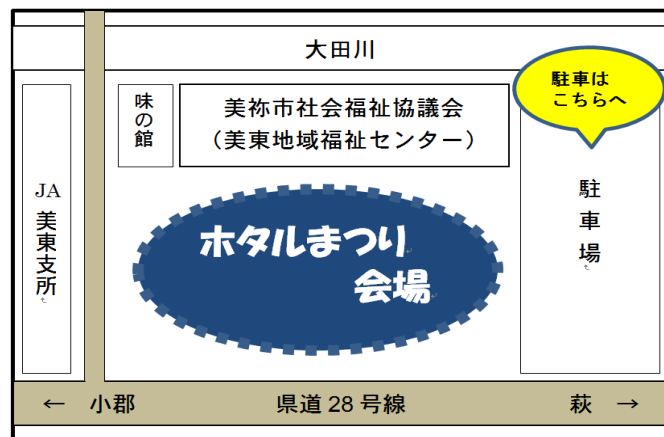 大田川
駐車は
こちらへ
味の館
美祢市社会福祉協議会
（美東地域福祉センター）
JA 美東支所
ホタルまつり
会場
駐車場
← 小郡 県道 28 号線 萩 →